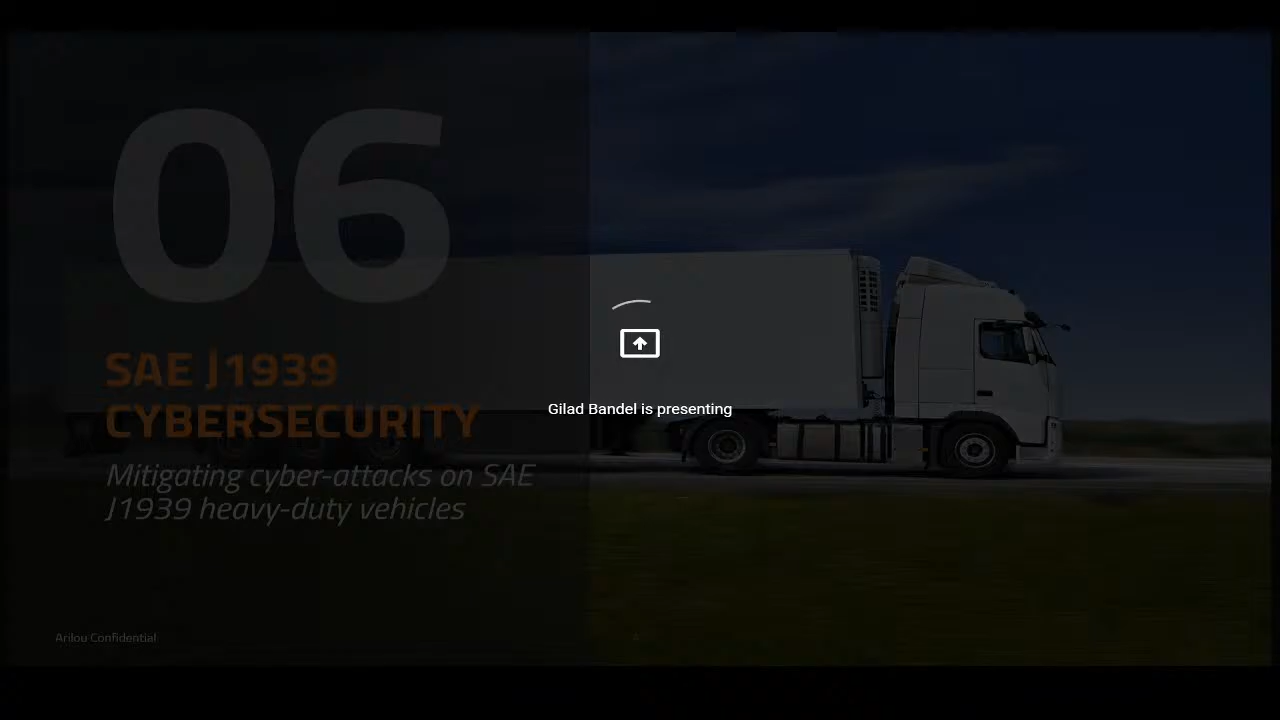 06
SAE J1939
CYBERSECURITY
Mitigating cyber-attacks on SAE
J1939 heavy-duty vehicles
Gilad Bandel is presenting
Arilou Confidential